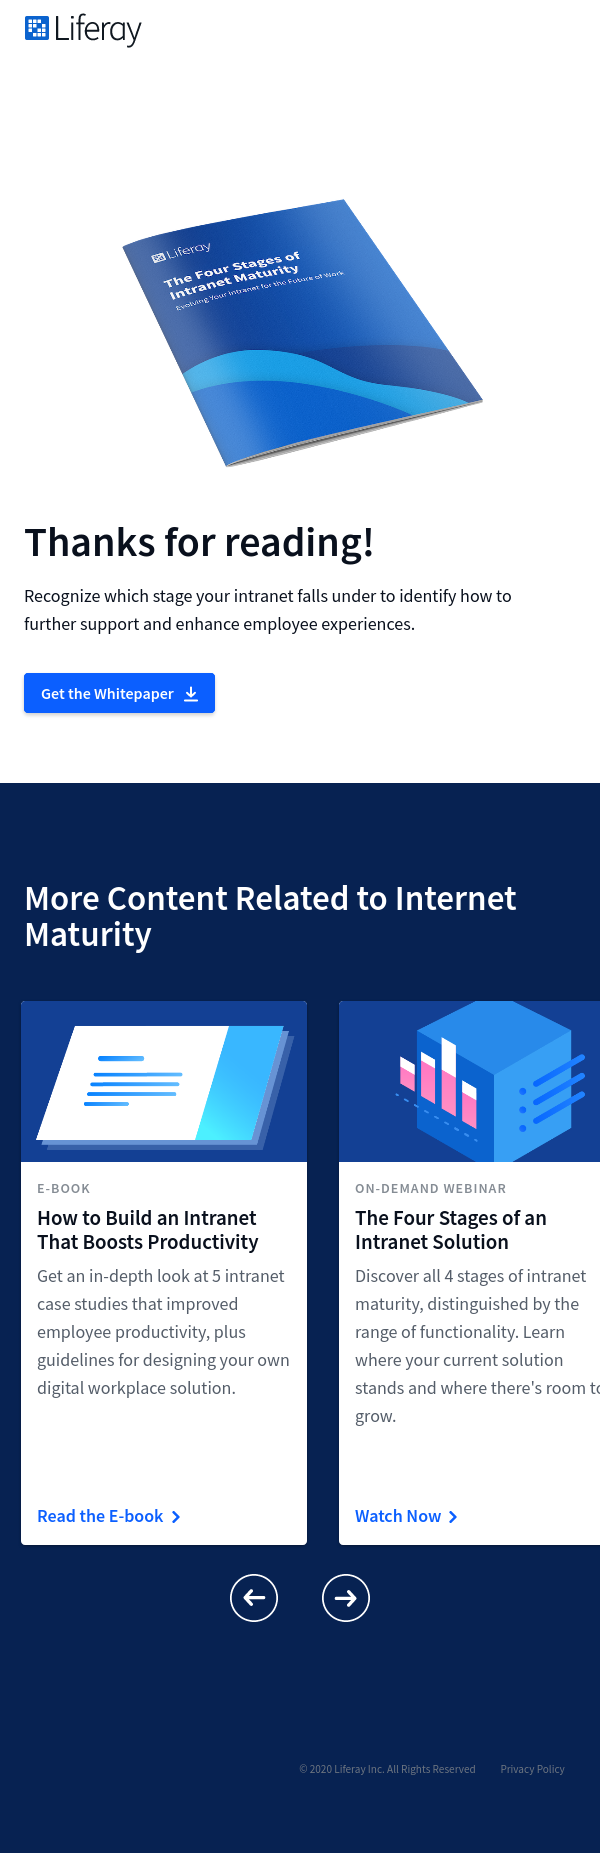 Liferay
Liferay
The Four Stages of
Intranet Maturity
Evolving Your Intranet for the Future of Work
Thanks for reading!
Recognize which stage your intranet falls under to identify how to
further support and enhance employee experiences.
Get the Whitepaper
More Content Related to Internet
Maturity
E-BOOK
How to Build an Intranet
That Boosts Productivity
Get an in-depth look at 5 intranet
case studies that improved
employee productivity, plus
guidelines for designing your own
digital workplace solution.
Read the E-book
ON-DEMAND WEBINAR
The Four Stages of an
Intranet Solution
Discover all 4 stages of intranet
maturity, distinguished by the
range of functionality. Learn
where your current solution
stands and where there's room to
grow.
Watch Now
© 2020 Liferay Inc. All Rights Reserved Privacy Policy